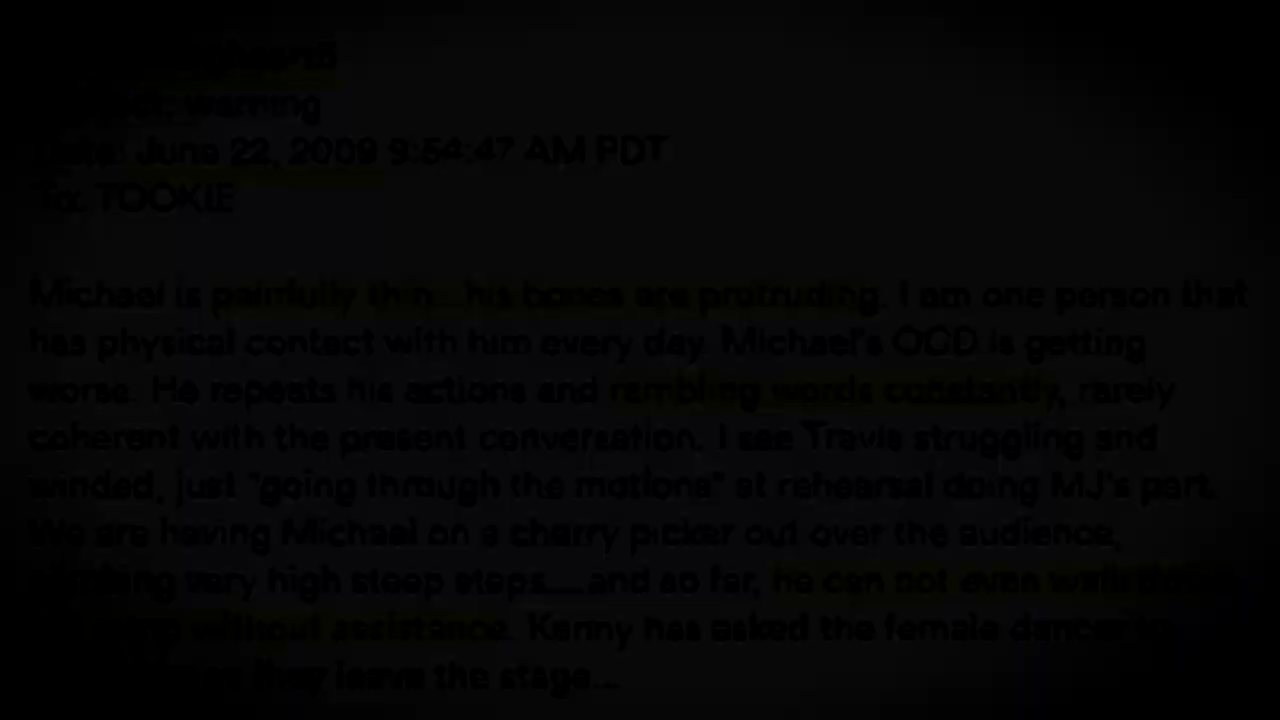 warning
Date: June 22, 2009 9:54:47 AM PDT
To: TOOKIE
Michael is painfully thin....his bones are protruding. I am one person that
has physical contact with him every day. Michael's OCD is getting
worse. He repeats his actions and rambling words constantly, rarely
coherent with the present conversation. I see Travis struggling and
winded, just "going through the motions" at rehearsal doing MJ's part.
We are having Michael on a cherry picker out over the audience,
very high steep steps.....and so far, he can not even walk
without assistance. Kenny has asked the female dancer
they leave the stage...